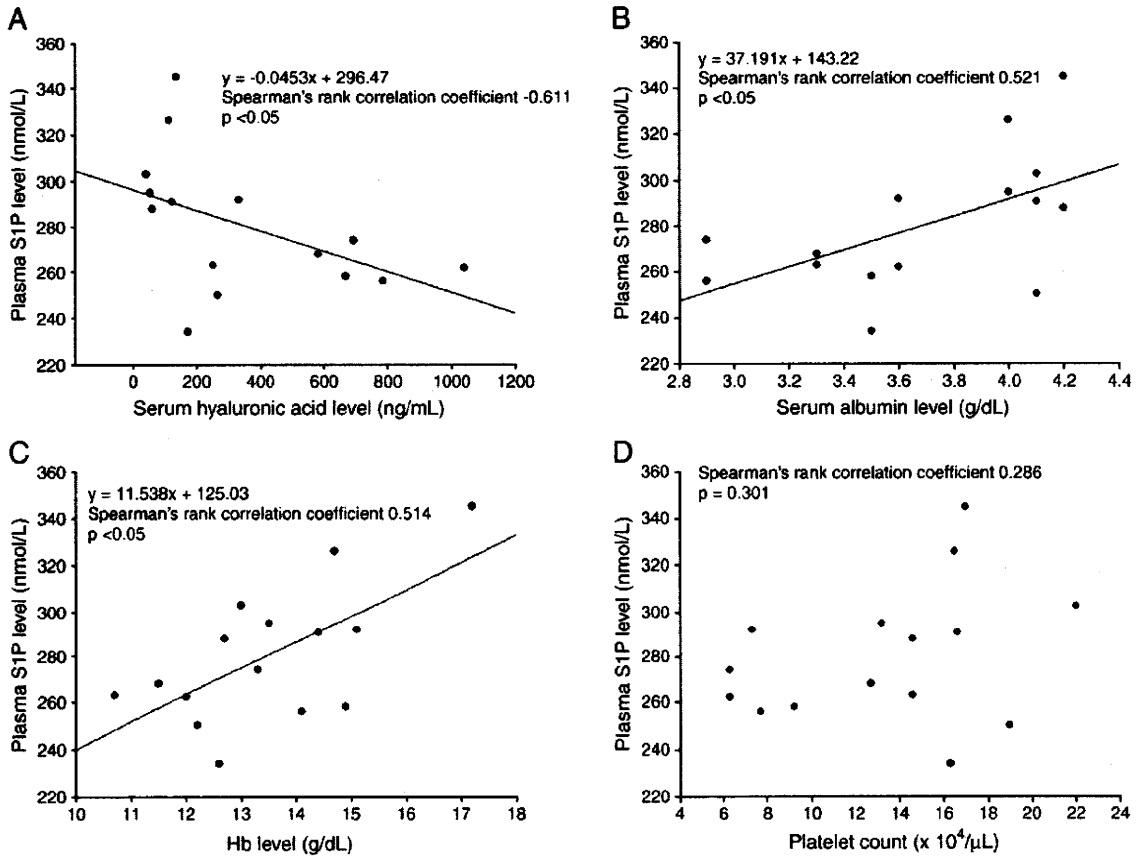 A
360
340
320
300
280
260
240
220
Plasma S1P level (nmol/L)
y = -0.0453x + 296.47
Spearman's rank correlation coefficient -0.611
p <0.05
0 200 400 600 800 1000 1200
Serum hyaluronic acid level (ng/mL)
B
360
340
320
300
280
260
240
220
Plasma S1P level (nmol/L)
y = 37.191x + 143.22
Spearman's rank correlation coefficient 0.521
p <0.05
2.8 3.0 3.2 3.4 3.6 3.8 4.0 4.2 4.4
Serum albumin level (g/dL)
C
360
340
320
300
280
260
240
220
Plasma S1P level (nmol/L)
y = 11.538x + 125.03
Spearman's rank correlation coefficient 0.514
p <0.05
10 11 12 13 14 15 16 17 18
Hb level (g/dL)
D
360
340
320
300
280
260
240
220
Plasma S1P level (nmol/L)
Spearman's rank correlation coefficient 0.286
p = 0.301
4 6 8 10 12 14 16 18 20 22 24
Platelet count (x 10⁴/µL)